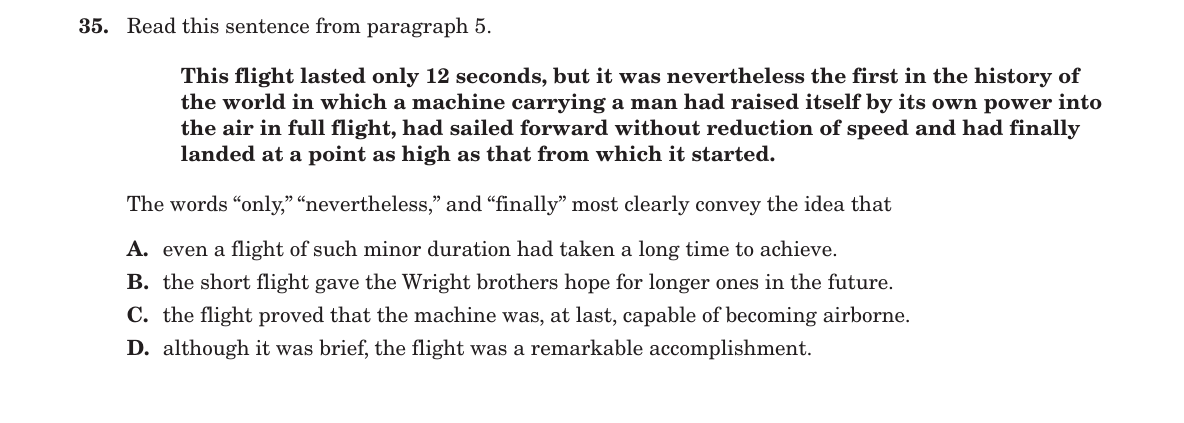 35. Read this sentence from paragraph 5.
This flight lasted only 12 seconds, but it was nevertheless the first in the history of
the world in which a machine carrying a man had raised itself by its own power into
the air in full flight, had sailed forward without reduction of speed and had finally
landed at a point as high as that from which it started.
The words “only,” “nevertheless,” and “finally” most clearly convey the idea that
A. even a flight of such minor duration had taken a long time to achieve.
B. the short flight gave the Wright brothers hope for longer ones in the future.
C. the flight proved that the machine was, at last, capable of becoming airborne.
D. although it was brief, the flight was a remarkable accomplishment.